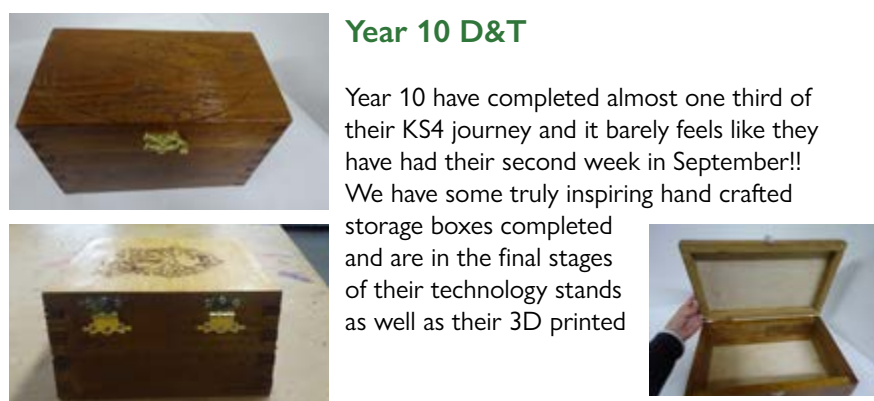 Year 10 D&T
Year 10 have completed almost one third of
their KS4 journey and it barely feels like they
have had their second week in September!!
We have some truly inspiring hand crafted
storage boxes completed
and are in the final stages
of their technology stands
as well as their 3D printed